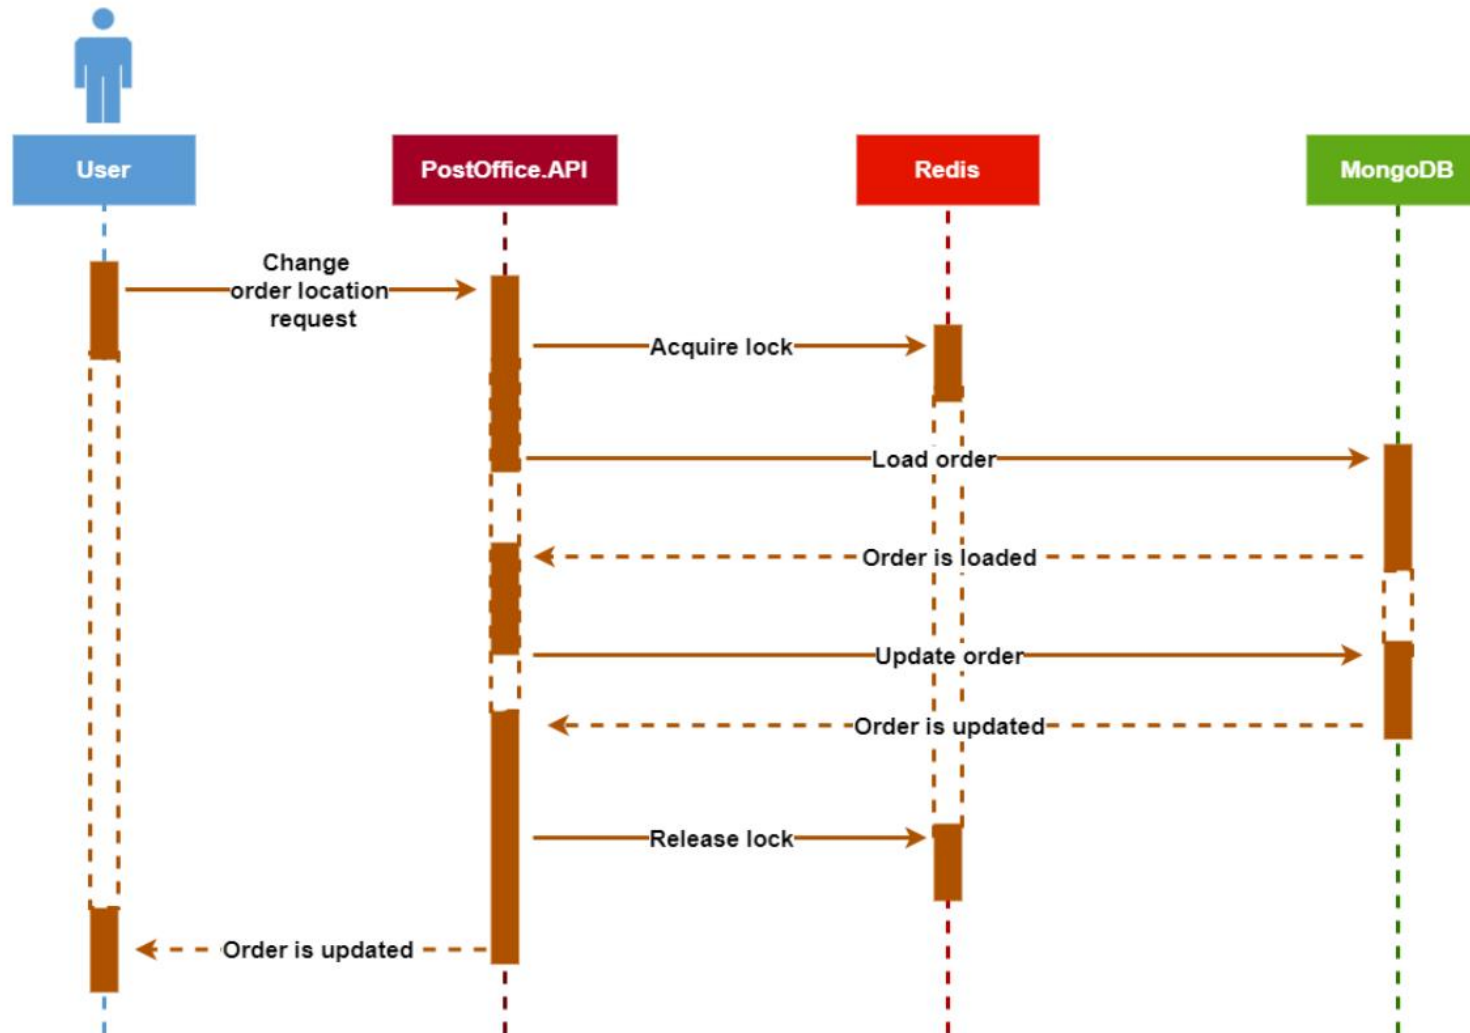 User
PostOffice.API
Redis
MongoDB
Change
order location
request
Acquire lock
Load order
Order is loaded
Update order
Order is updated
Release lock
Order is updated